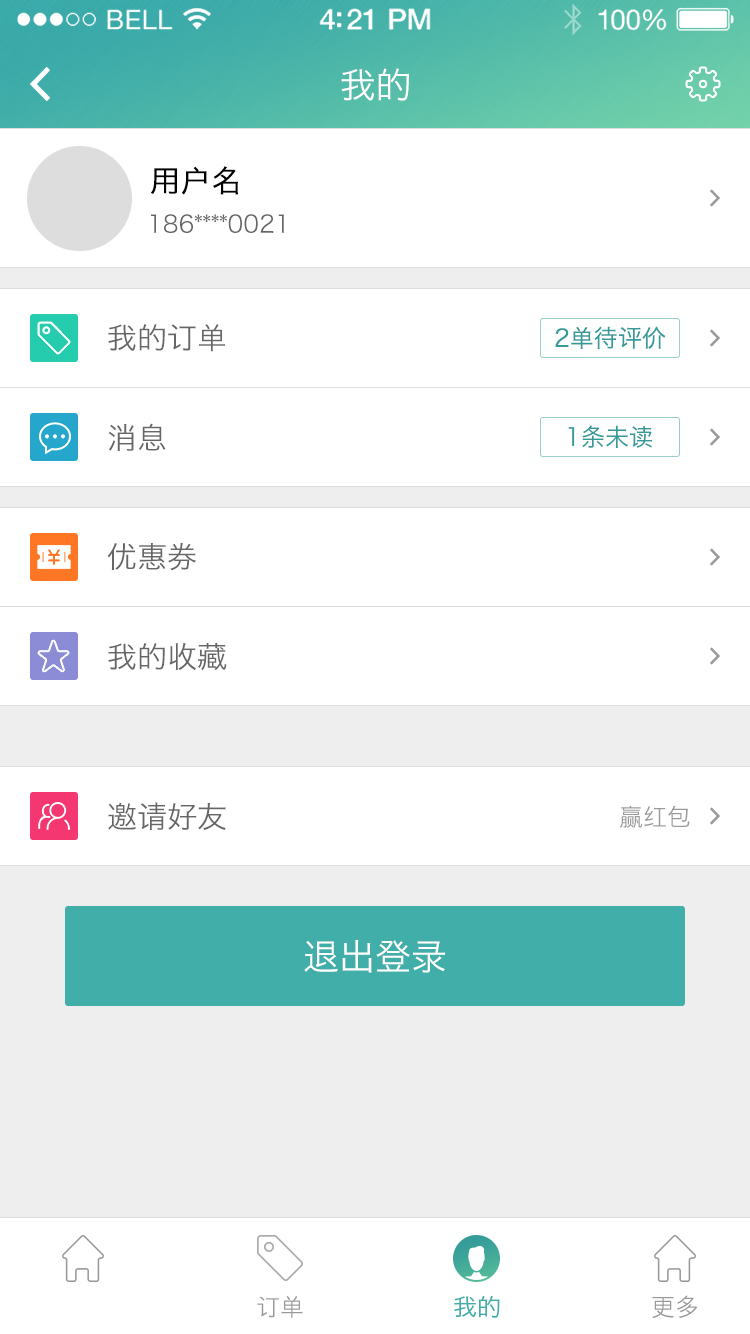 BELL 4:21 PM 100%
我的
用户名
186****0021
我的订单 2单待评价
消息 1条未读
¥ 优惠券
我的收藏
邀请好友 赢红包
退出登录
订单 我的 更多